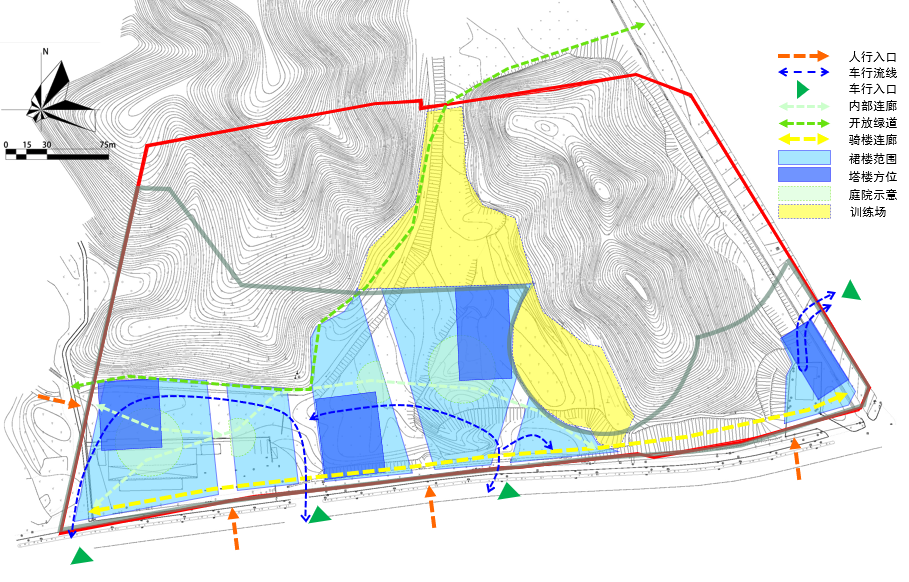 N
0 15 30 75m
人行入口
车行流线
车行入口
内部连廊
开放绿道
骑楼连廊
裙楼范围
塔楼方位
庭院示意
训练场